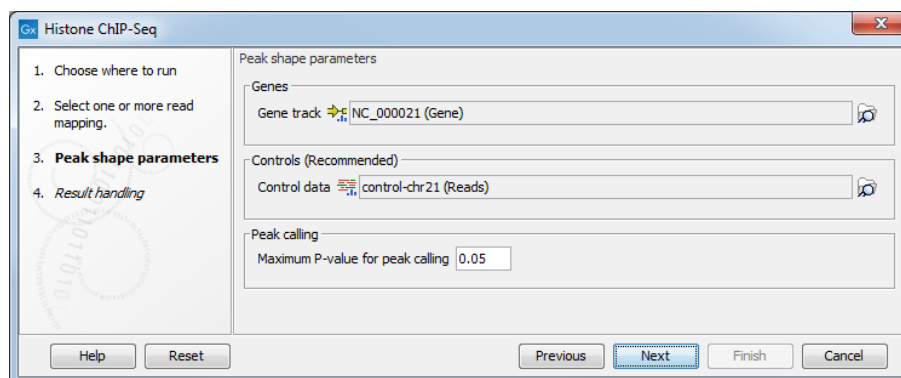 Gx Histone ChIP-Seq
1. Choose where to run
2. Select one or more read
mapping.
3. Peak shape parameters
4. Result handling
Peak shape parameters
Genes
Gene track NC_000021 (Gene)
Controls (Recommended)
Control data control-chr21 (Reads)
Peak calling
Maximum P-value for peak calling 0.05
Help Reset Previous Next Finish Cancel